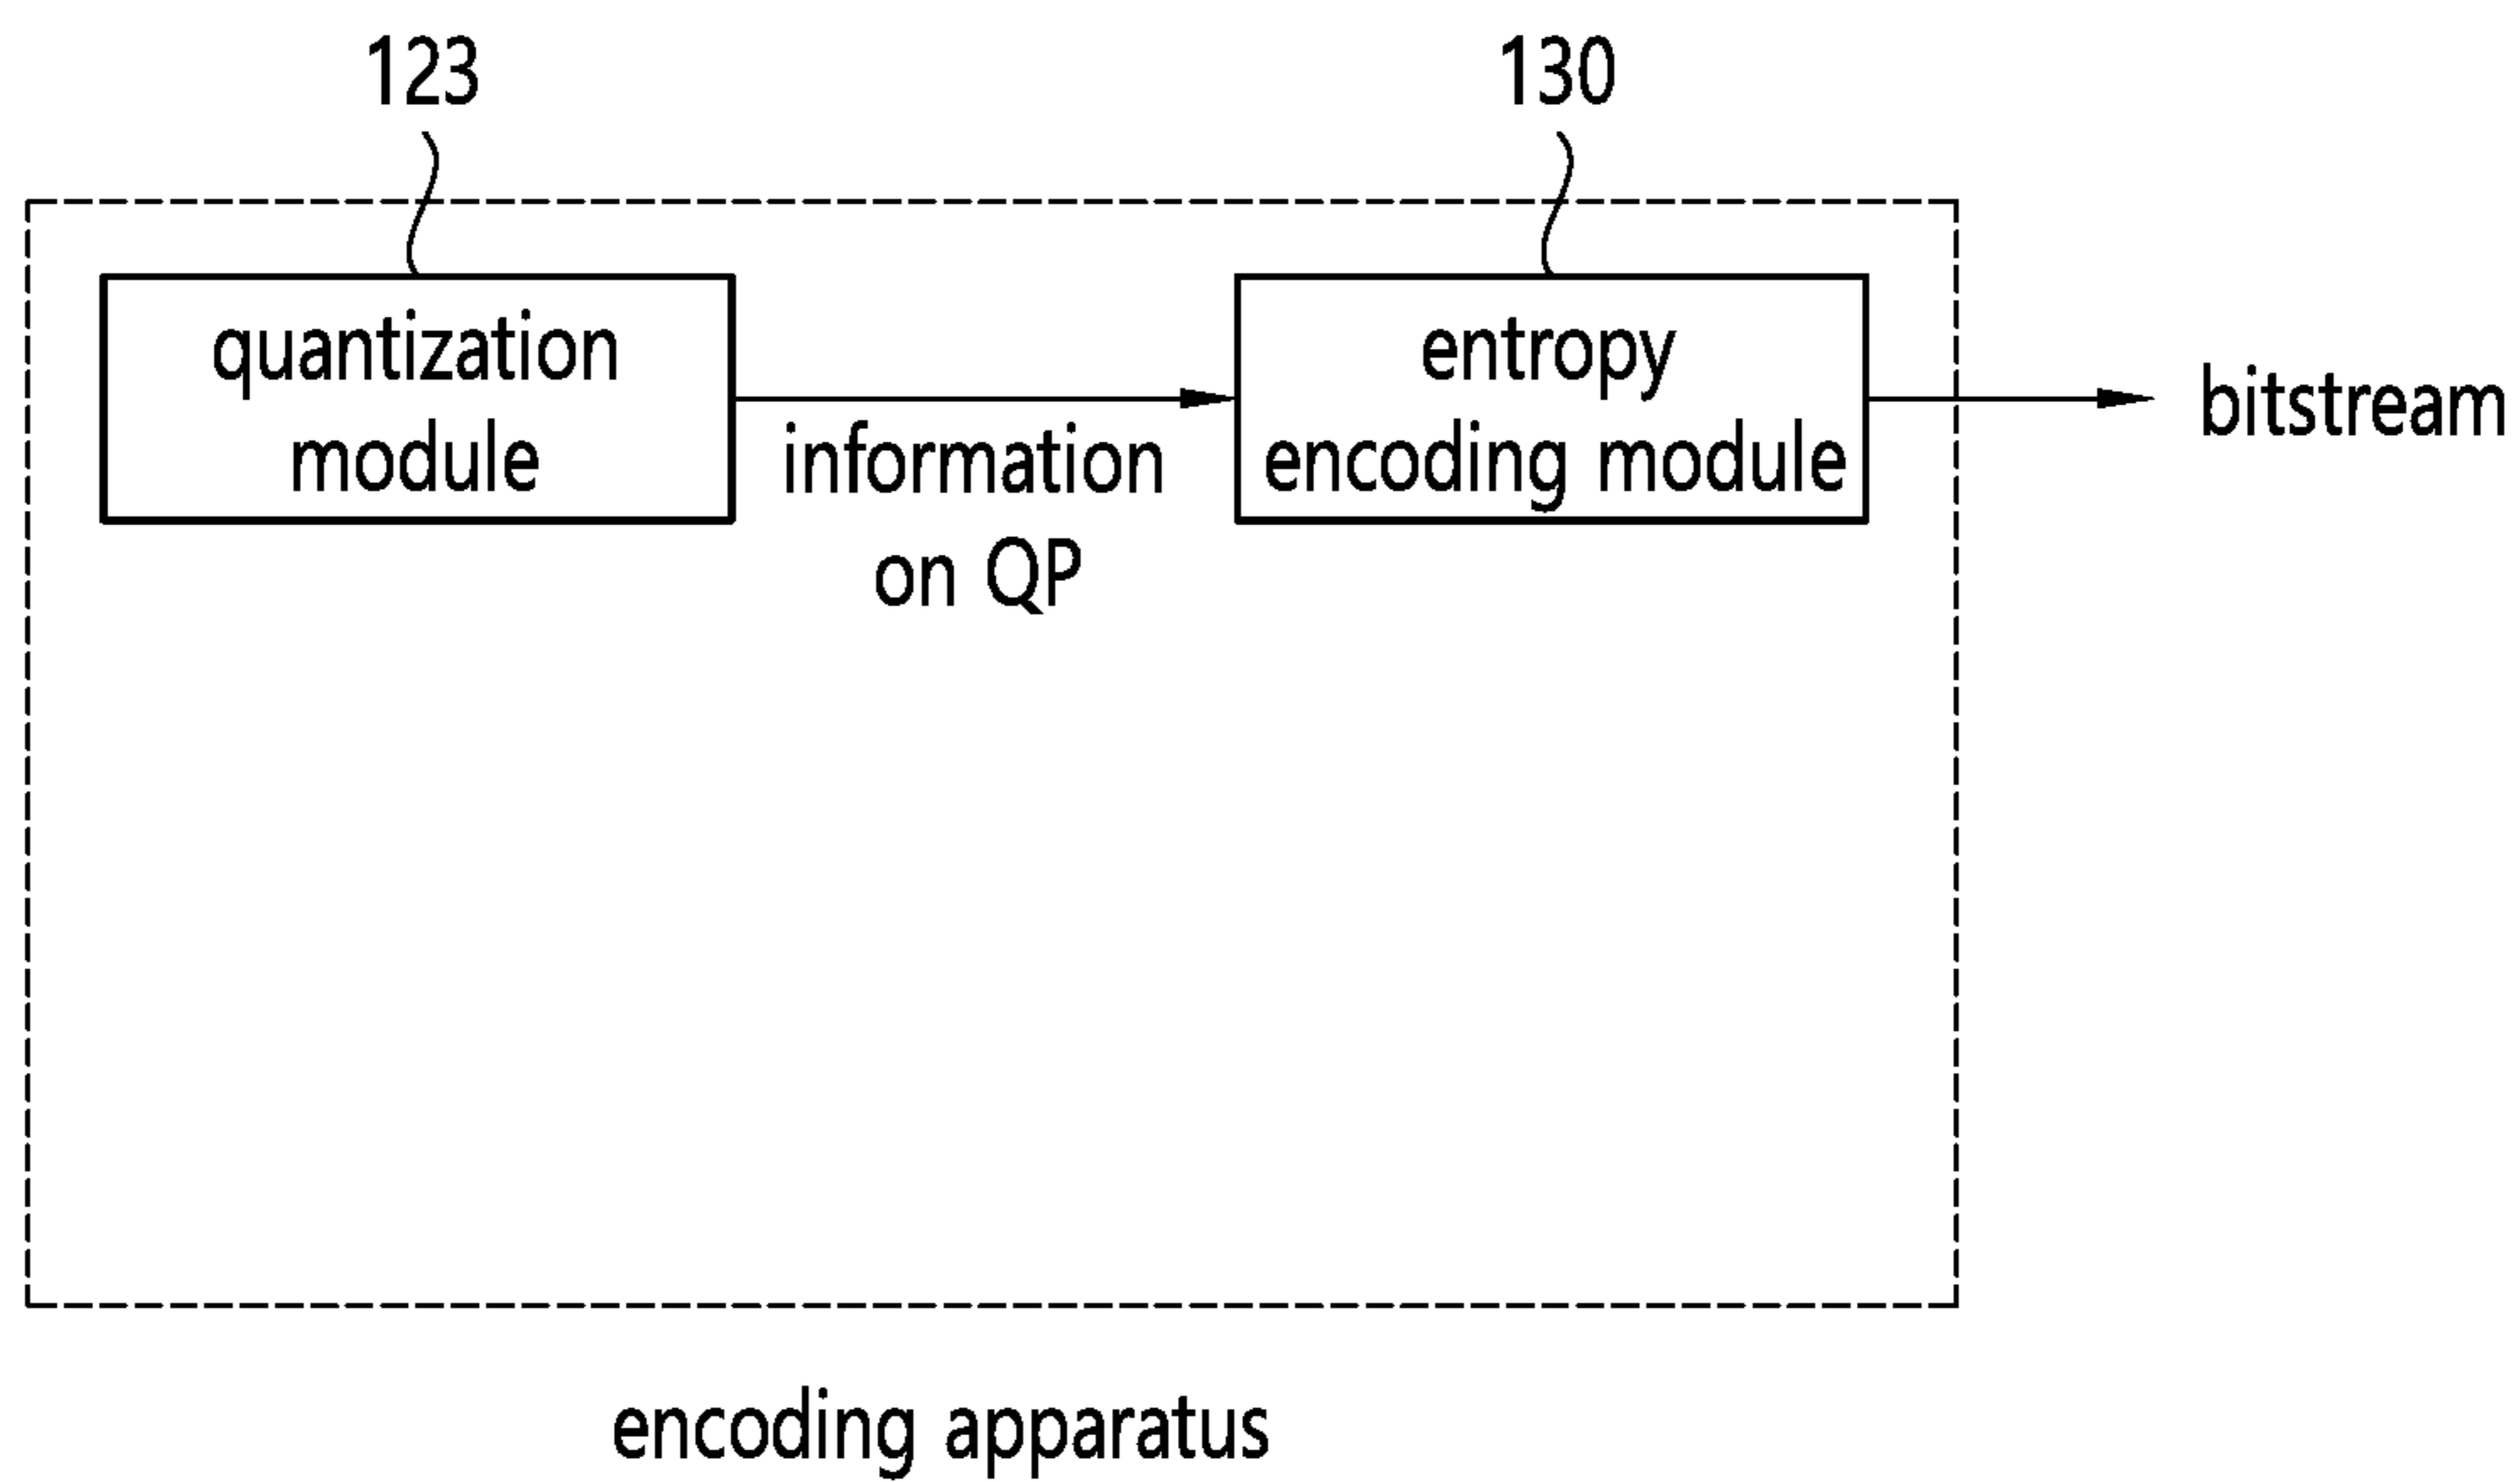 123
130
quantization
module
information
on QP
entropy
encoding module
bitstream
encoding apparatus